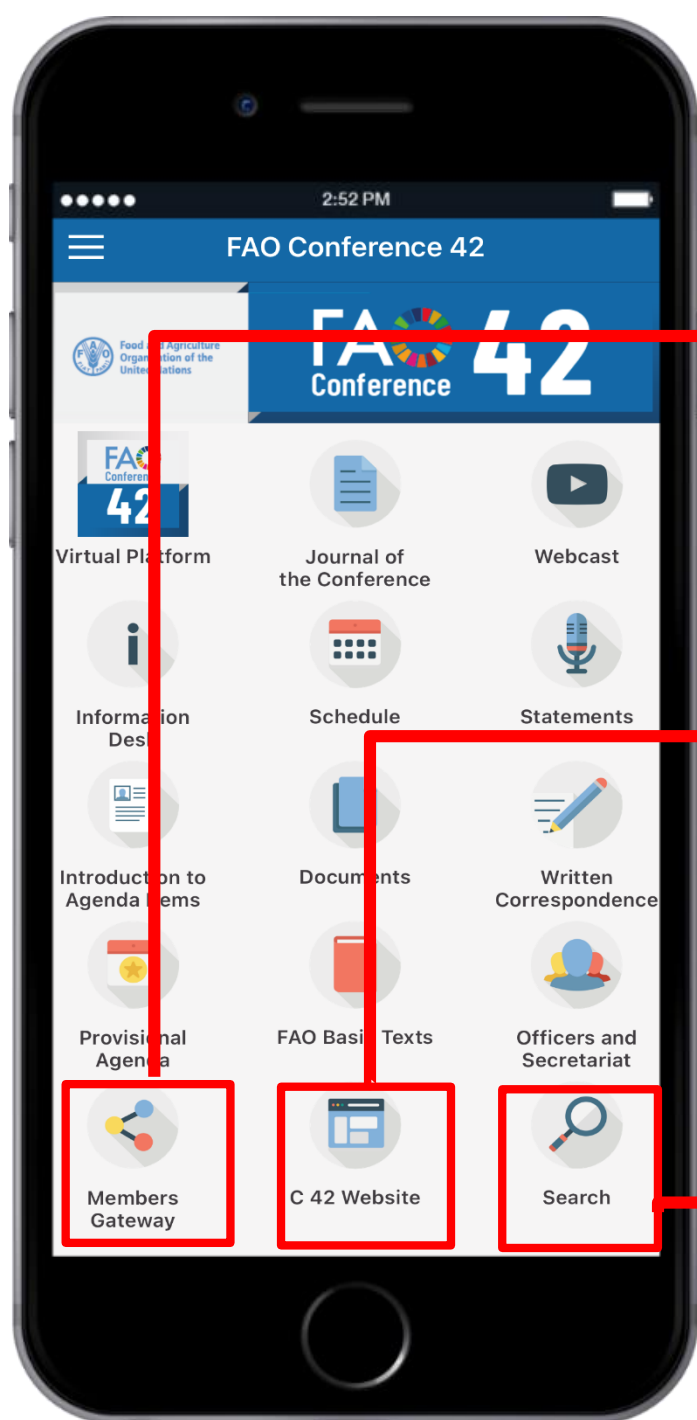 2:52 PM
FAO Conference 42
Food and Agriculture
Organization of the
United Nations
FAO
Conference
42
FAO
Conference
42
Virtual Platform
Journal of
the Conference
Webcast
Information
Desk
Schedule
Statements
Introduction to
Agenda Items
Documents
Written
Correspondence
Provisional
Agenda
FAO Basic Texts
Officers and
Secretariat
Members
Gateway
C 42 Website
Search